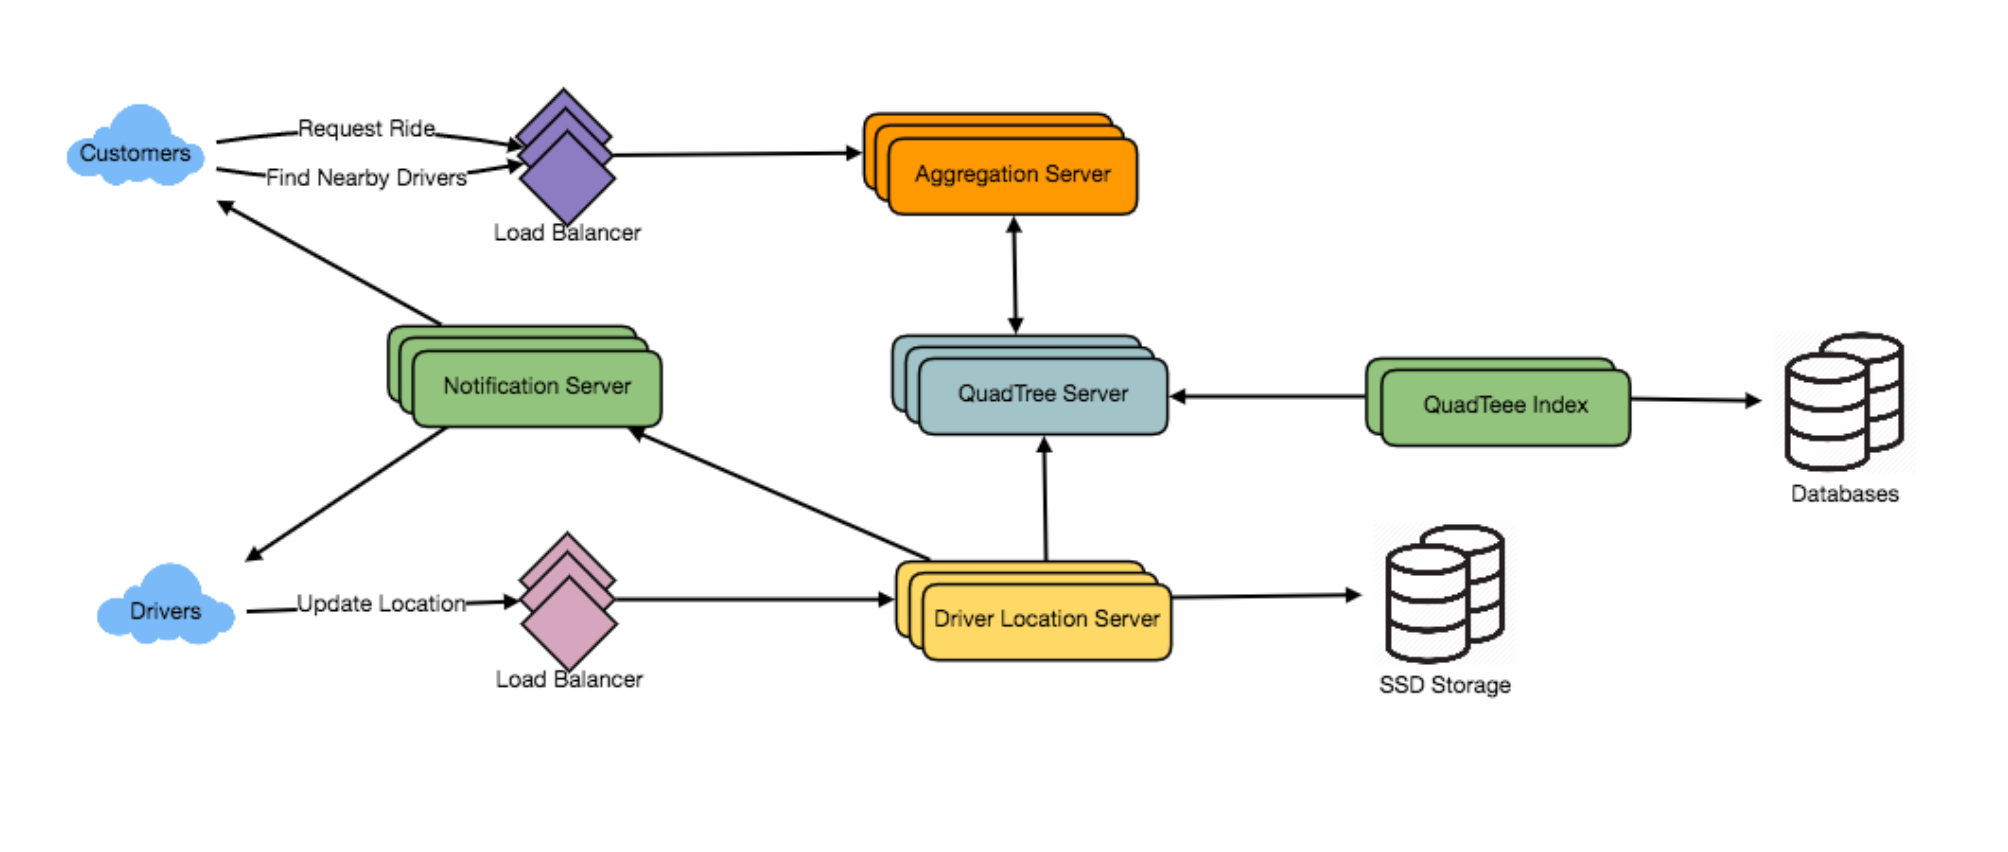 Request Ride
Customers
Find Nearby Drivers
Aggregation Server
Load Balancer
Notification Server
QuadTree Server
QuadTeee Index
Databases
Drivers
Update Location
Driver Location Server
Load Balancer
SSD Storage